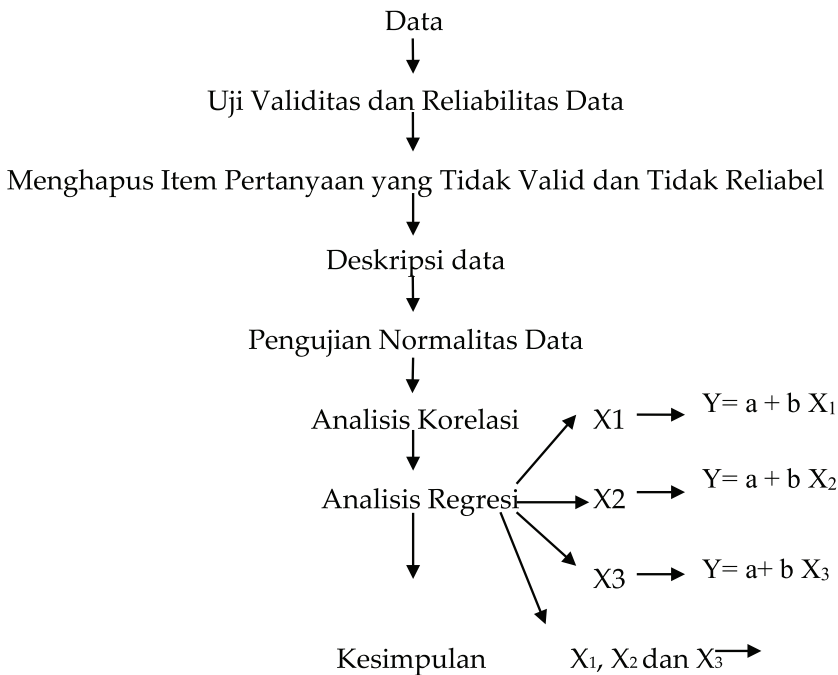 Data
Uji Validitas dan Reliabilitas Data
Menghapus Item Pertanyaan yang Tidak Valid dan Tidak Reliabel
Deskripsi data
Pengujian Normalitas Data
Analisis Korelasi
X1
Y= a + b X₁
Analisis Regresi
X2
Y= a + b X₂
X3
Y= a+ b X₃
Kesimpulan
X₁, X₂ dan X₃